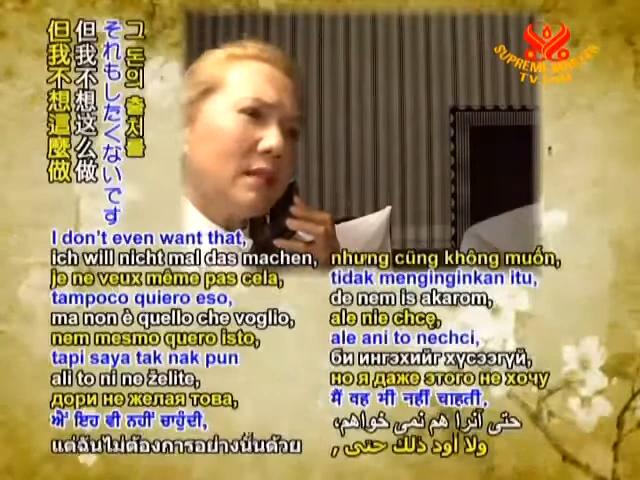 但我不想這麼做
但我不想这么做
それもしたくないです
그 돈의 출처를
SUPREME MASTER
TV.com
I don't even want that,
ich will nicht mal das machen,
je ne veux même pas cela,
tampoco quiero eso,
ma non è quello che voglio,
nem mesmo quero isto,
tapi saya tak nak pun
ali to ni ne želite,
дори не желая това,
ਮੈਂ ਇਹ ਵੀ ਨਹੀਂ ਚਾਹੁੰਦੀ,
แต่ฉันไม่ต้องการอย่างนั้นด้วย
nhưng cũng không muốn,
tidak menginginkan itu,
de nem is akarom,
ale nie chcę,
ale ani to nechci,
би ингэхийг хүсээгүй,
но я даже этого не хочу
मैं वह भी नहीं चाहती,
حتی آنرا هم نمی خواهم,
ولا أود ذلك حتى ,